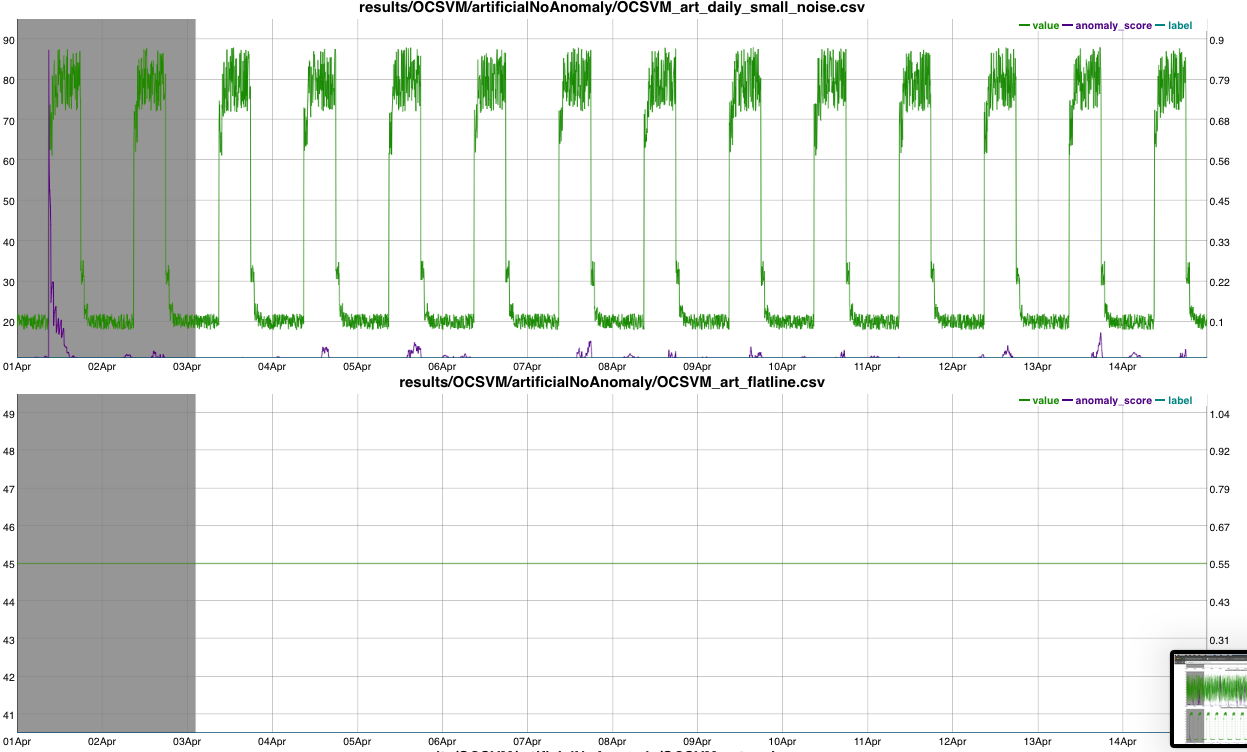 results/OCSVM/artificialNoAnomaly/OCSVM_art_daily_small_noise.csv
value anomaly_score label
90 0.9
80 0.79
70 0.68
60 0.56
50 0.45
40 0.33
30 0.22
20 0.1
01Apr 02Apr 03Apr 04Apr 05Apr 06Apr 07Apr 08Apr 09Apr 10Apr 11Apr 12Apr 13Apr 14Apr
results/OCSVM/artificialNoAnomaly/OCSVM_art_flatline.csv
value anomaly_score label
49 1.04
48 0.92
47 0.79
46 0.67
45 0.55
44 0.43
43 0.31
42
41
01Apr 02Apr 03Apr 04Apr 05Apr 06Apr 07Apr 08Apr 09Apr 10Apr 11Apr 12Apr 13Apr 14Apr